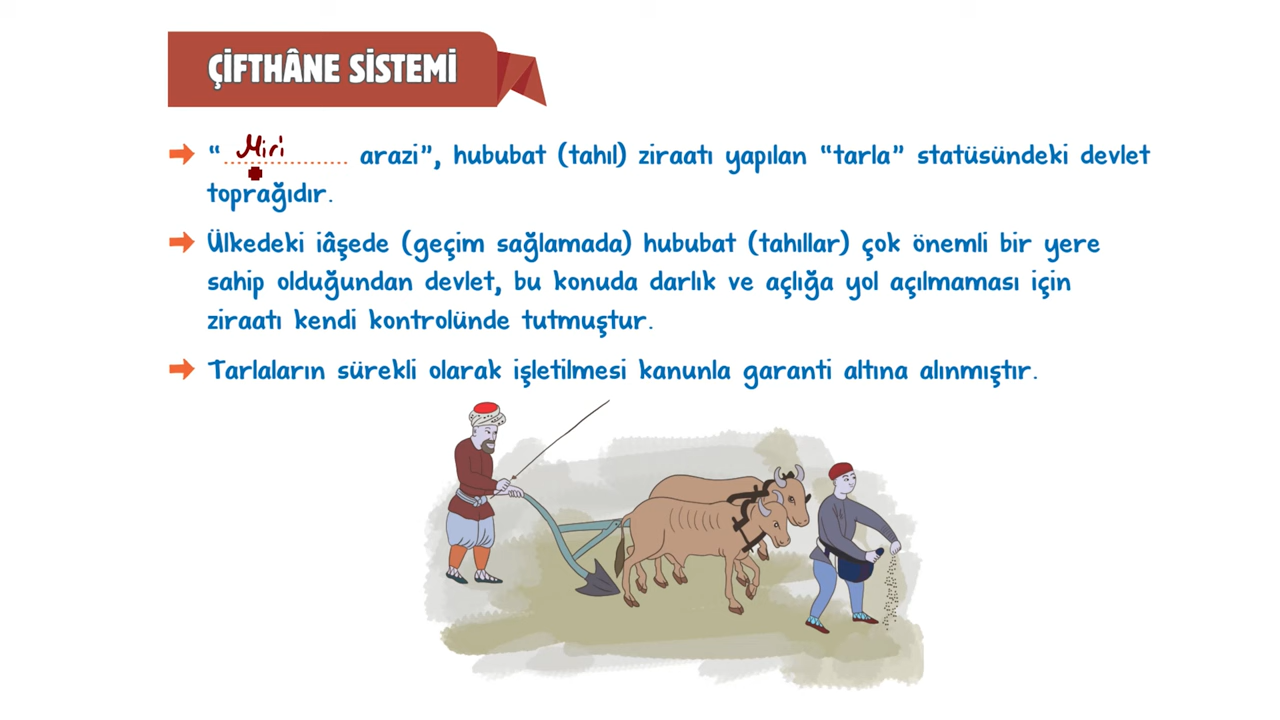 ÇİFTHÂNE SİSTEMİ
“Miri arazi”, hububat (tahıl) ziraatı yapılan “tarla” statüsündeki devlet
toprağıdır.
Ülkedeki iâşede (geçim sağlamada) hububat (tahıllar) çok önemli bir yere
sahip olduğundan devlet, bu konuda darlık ve açlığa yol açılmaması için
ziraatı kendi kontrolünde tutmuştur.
Tarlaların sürekli olarak işletilmesi kanunla garanti altına alınmıştır.